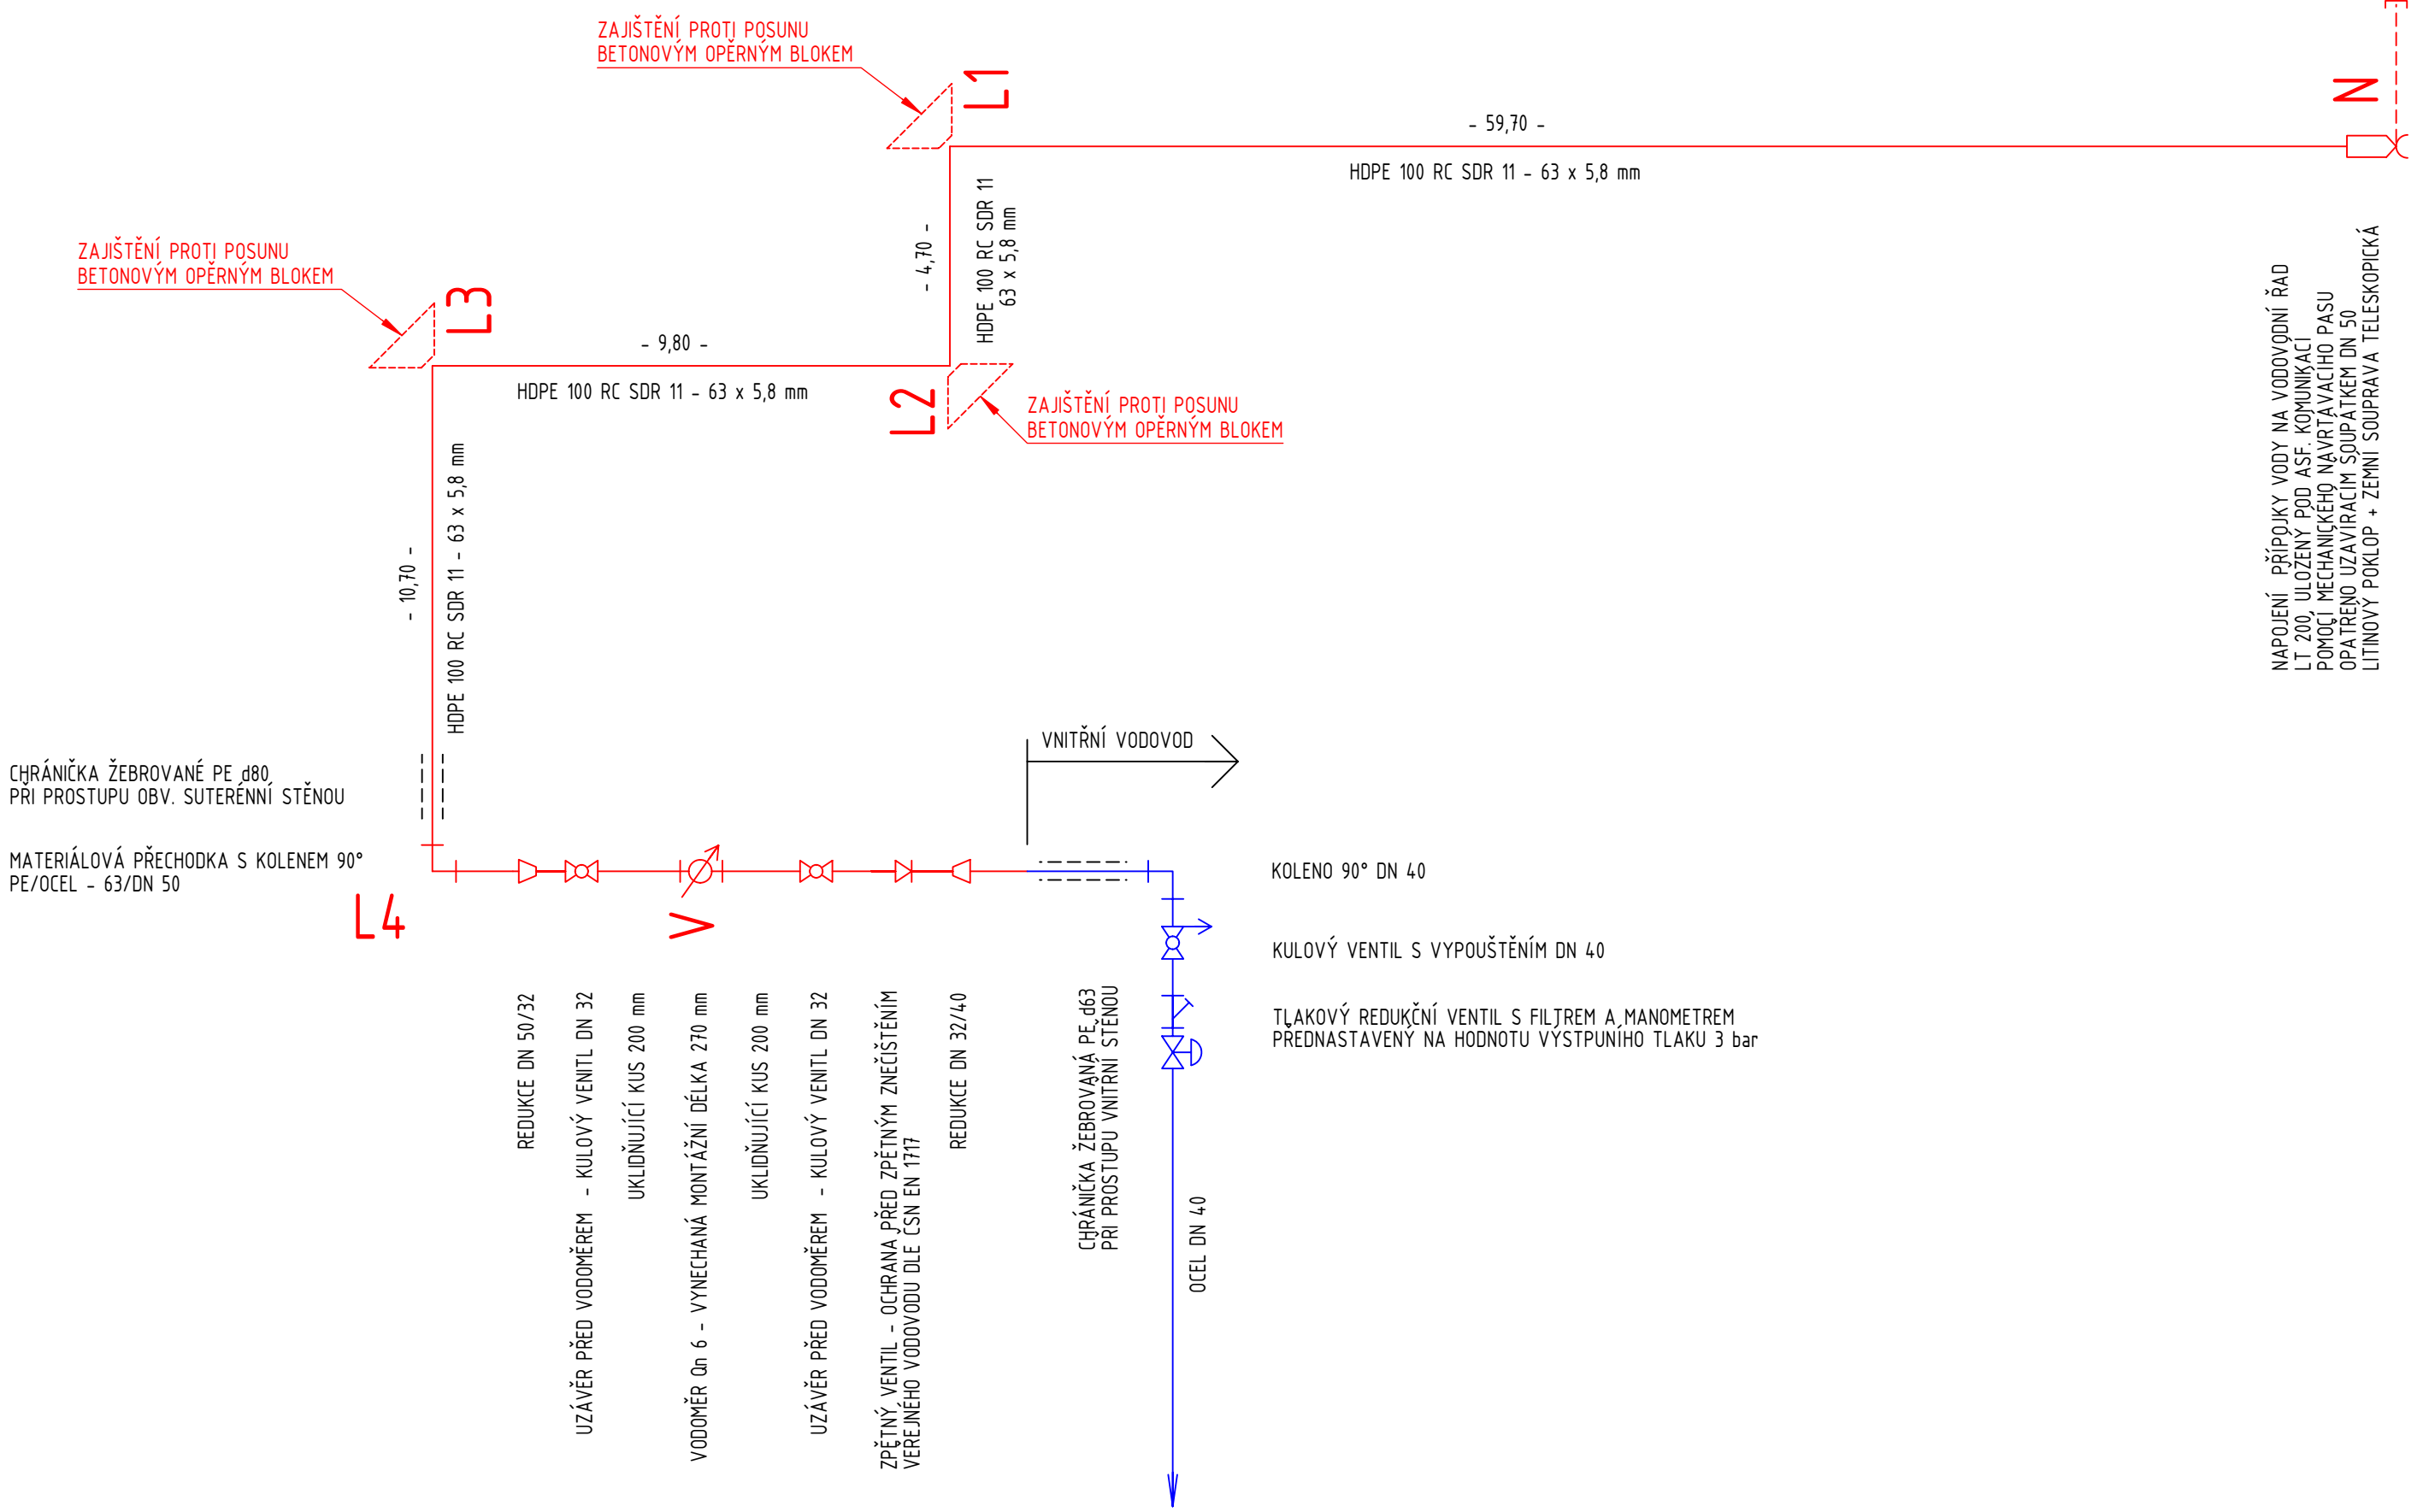 ZAJIŠTĚNÍ PROTI POSUNU
BETONOVÝM OPĚRNÝM BLOKEM
L1
N
- 59,70 -
HDPE 100 RC SDR 11 - 63 x 5,8 mm
- 4,70 -
HDPE 100 RC SDR 11
63 x 5,8 mm
ZAJIŠTĚNÍ PROTI POSUNU
BETONOVÝM OPĚRNÝM BLOKEM
L3
- 9,80 -
HDPE 100 RC SDR 11 - 63 x 5,8 mm
L2
ZAJIŠTĚNÍ PROTI POSUNU
BETONOVÝM OPĚRNÝM BLOKEM
NAPOJENÍ PŘÍPOJKY VODY NA VODOVODNÍ ŘAD
LT 200, ULOŽENÝ POD ASF. KOMUNIKACÍ
POMOCÍ MECHANICKÉHO NAVRTÁVACÍHO PASU
OPATŘENO UZAVÍRACÍM ŠOUPÁTKEM DN 50
LITINOVÝ POKLOP + ZEMNÍ SOUPRAVA TELESKOPICKÁ
- 10,70 -
HDPE 100 RC SDR 11 - 63 x 5,8 mm
VNITŘNÍ VODOVOD
CHRÁNIČKA ŽEBROVANÉ PE d80
PŘI PROSTUPU OBV. SUTERÉNNÍ STĚNOU
MATERIÁLOVÁ PŘECHODKA S KOLENEM 90°
PE/OCEL - 63/DN 50
L4
V
KOLENO 90° DN 40
KULOVÝ VENTIL S VYPOUŠTĚNÍM DN 40
TLAKOVÝ REDUKČNÍ VENTIL S FILTREM A MANOMETREM
PŘEDNASTAVENÝ NA HODNOTU VÝSTPUNÍHO TLAKU 3 bar
REDUKCE DN 50/32
UZÁVĚR PŘED VODOMĚREM - KULOVÝ VENITL DN 32
UKLIDŇUJÍCÍ KUS 200 mm
VODOMĚR Qn 6 - VYNECHANÁ MONTÁŽNÍ DÉLKA 270 mm
UKLIDŇUJÍCÍ KUS 200 mm
UZÁVĚR PŘED VODOMĚREM - KULOVÝ VENITL DN 32
ZPĚTNÝ VENTIL - OCHRANA PŘED ZPĚTNÝM ZNEČIŠTĚNÍM
VEŘEJNÉHO VODOVODU DLE ČSN EN 1717
REDUKCE DN 32/40
CHRÁNIČKA ŽEBROVANÁ PE d63
PŘI PROSTUPU VNITŘNÍ STĚNOU
OCEL DN 40